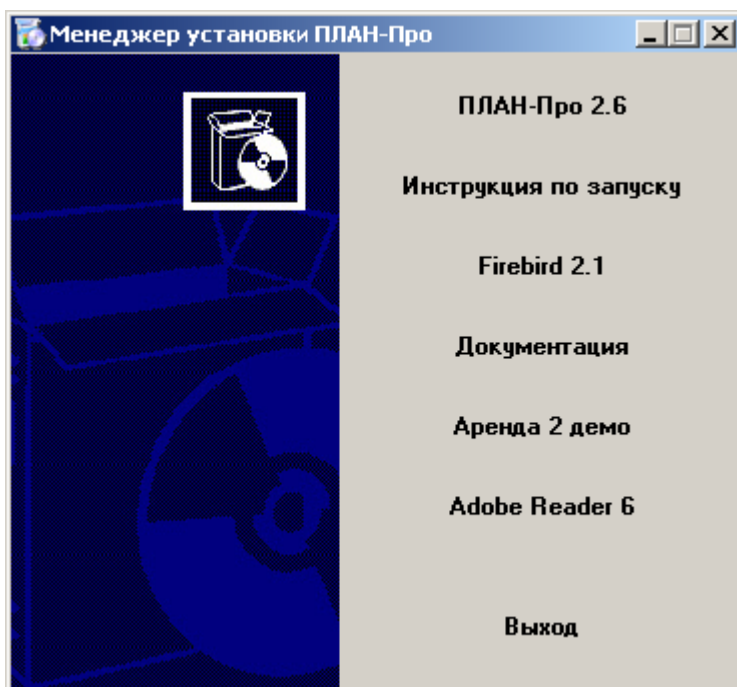 Менеджер установки ПЛАН-Про
ПЛАН-Про 2.6
Инструкция по запуску
Firebird 2.1
Документация
Аренда 2 демо
Adobe Reader 6
Выход